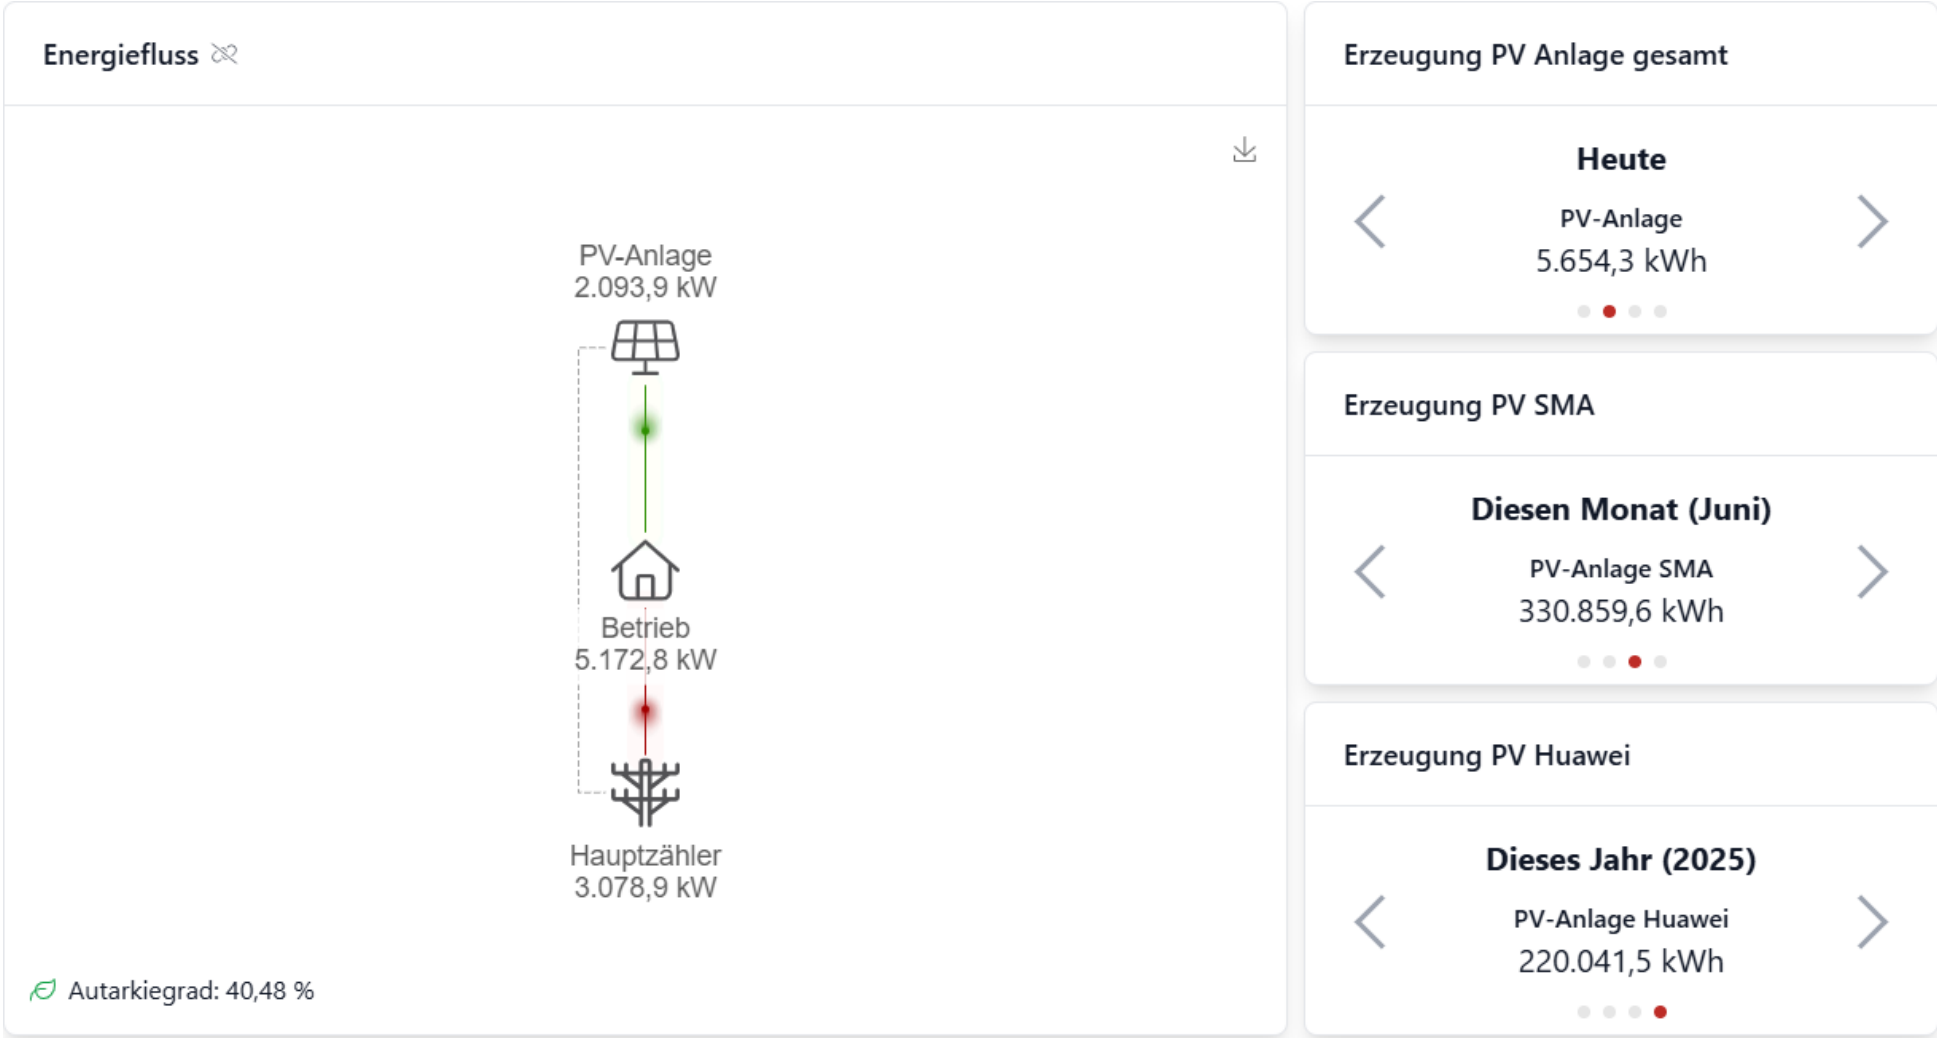 Energiefluss
PV-Anlage
2.093,9 kW
Betrieb
5.172,8 kW
Hauptzähler
3.078,9 kW
Autarkiegrad: 40,48 %
Erzeugung PV Anlage gesamt
Heute
PV-Anlage
5.654,3 kWh
Erzeugung PV SMA
Diesen Monat (Juni)
PV-Anlage SMA
330.859,6 kWh
Erzeugung PV Huawei
Dieses Jahr (2025)
PV-Anlage Huawei
220.041,5 kWh